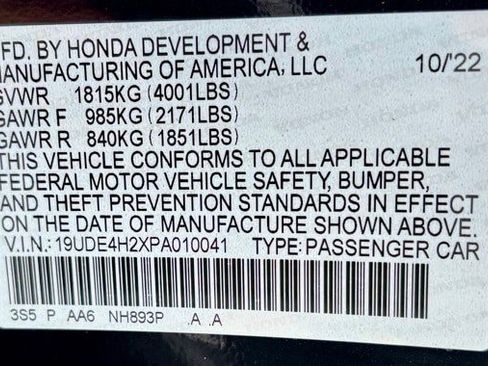 MFD. BY HONDA DEVELOPMENT &
MANUFACTURING OF AMERICA, LLC 10/'22
GVWR 1815KG (4001LBS)
GAWR F 985KG (2171LBS)
GAWR R 840KG (1851LBS)
THIS VEHICLE CONFORMS TO ALL APPLICABLE
FEDERAL MOTOR VEHICLE SAFETY, BUMPER,
AND THEFT PREVENTION STANDARDS IN EFFECT
ON THE DATE OF MANUFACTURE SHOWN ABOVE.
V.I.N.: 19UDE4H2XPA010041 TYPE: PASSENGER CAR
3S5 P AA6 NH893P .A .A